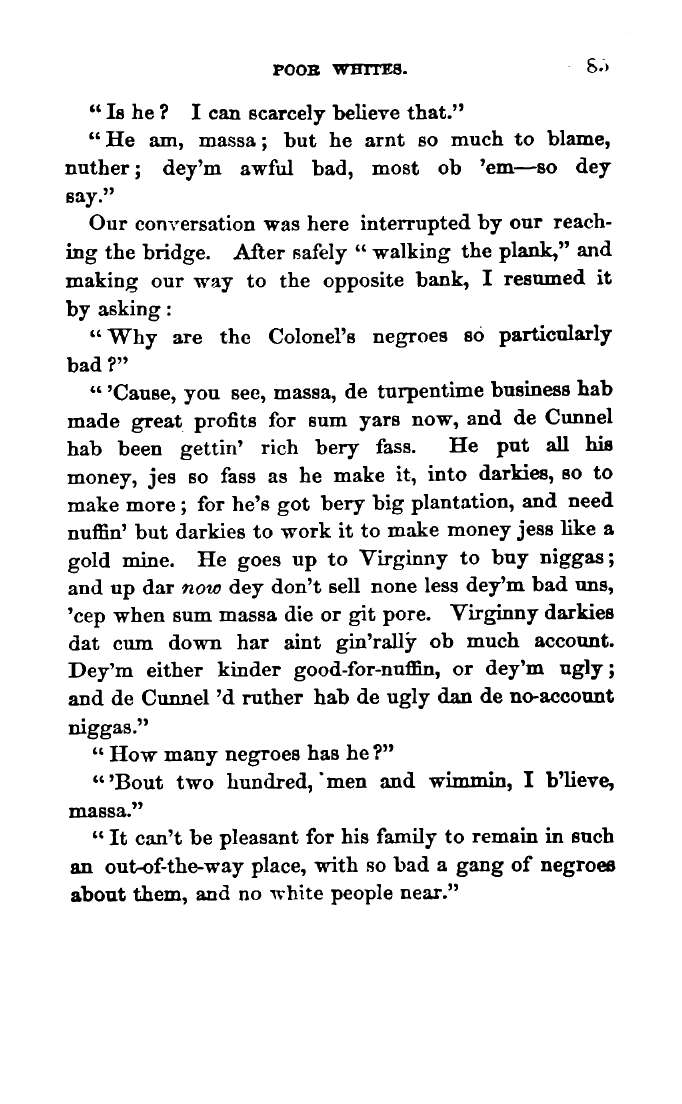 POOR WHITES.
“Is he? I can scarcely believe that.”
“He am, massa; but he arnt so much to blame,
nuther; dey’m awful bad, most ob ’em—so dey
say.”
Our conversation was here interrupted by our reach-
ing the bridge. After safely “walking the plank,” and
making our way to the opposite bank, I resumed it
by asking:
“Why are the Colonel’s negroes so particularly
bad?”
“’Cause, you see, massa, de turpentime business hab
made great profits for sum yars now, and de Cunnel
hab been gettin’ rich bery fass. He put all his
money, jes so fass as he make it, into darkies, so to
make more; for he’s got bery big plantation, and need
nuffin’ but darkies to work it to make money jess like a
gold mine. He goes up to Virginny to buy niggas;
and up dar now dey don’t sell none less dey’m bad uns,
’cep when sum massa die or git pore. Virginny darkies
dat cum down har aint gin’rally ob much account.
Dey’m either kinder good-for-nuffin, or dey’m ugly;
and de Cunnel ’d ruther hab de ugly dan de no-account
niggas.”
“How many negroes has he?”
“’Bout two hundred, men and wimmin, I b’lieve,
massa.”
“It can’t be pleasant for his family to remain in such
an out-of-the-way place, with so bad a gang of negroes
about them, and no white people near.”